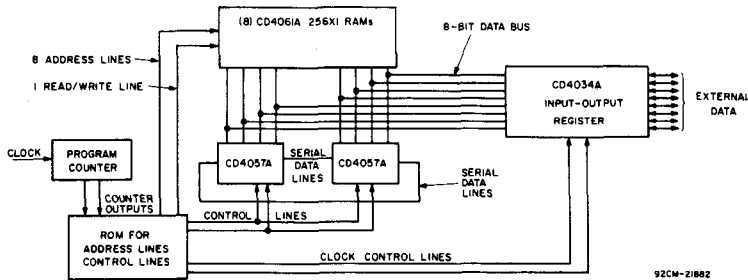 (8) CD4061A 256X1 RAMs
8-BIT DATA BUS
8 ADDRESS LINES
1 READ/WRITE LINE
CD4034A
INPUT-OUTPUT
REGISTER
EXTERNAL
DATA
CLOCK
PROGRAM
COUNTER
CD4057A
SERIAL
DATA
LINES
CD4057A
SERIAL
DATA
LINES
COUNTER
OUTPUTS
CONTROL LINES
ROM FOR
ADDRESS LINES
CONTROL LINES
CLOCK CONTROL LINES
92CM-21882